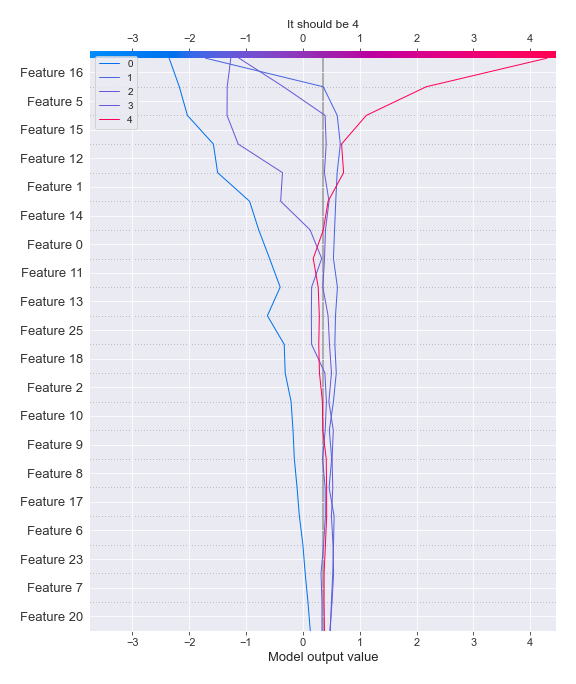 It should be 4
−3 −2 −1 0 1 2 3 4
0
1
2
3
4
Feature 16
Feature 5
Feature 15
Feature 12
Feature 1
Feature 14
Feature 0
Feature 11
Feature 13
Feature 25
Feature 18
Feature 2
Feature 10
Feature 9
Feature 8
Feature 17
Feature 6
Feature 23
Feature 7
Feature 20
−3 −2 −1 0 1 2 3 4
Model output value